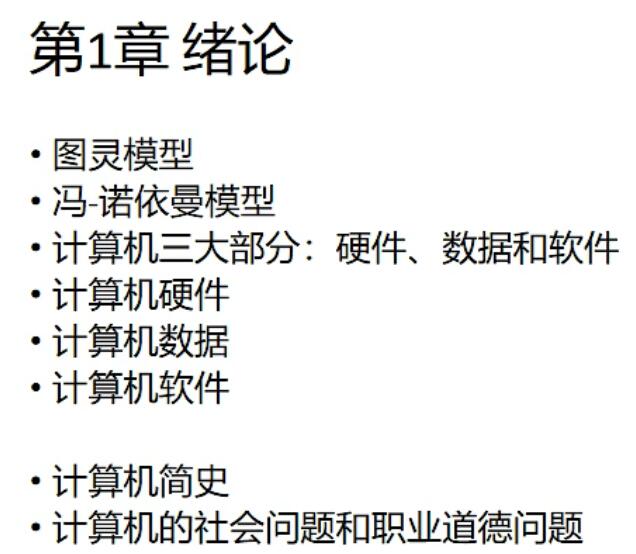 第1章 绪论
• 图灵模型
• 冯-诺依曼模型
• 计算机三大部分：硬件、数据和软件
• 计算机硬件
• 计算机数据
• 计算机软件
• 计算机简史
• 计算机的社会问题和职业道德问题